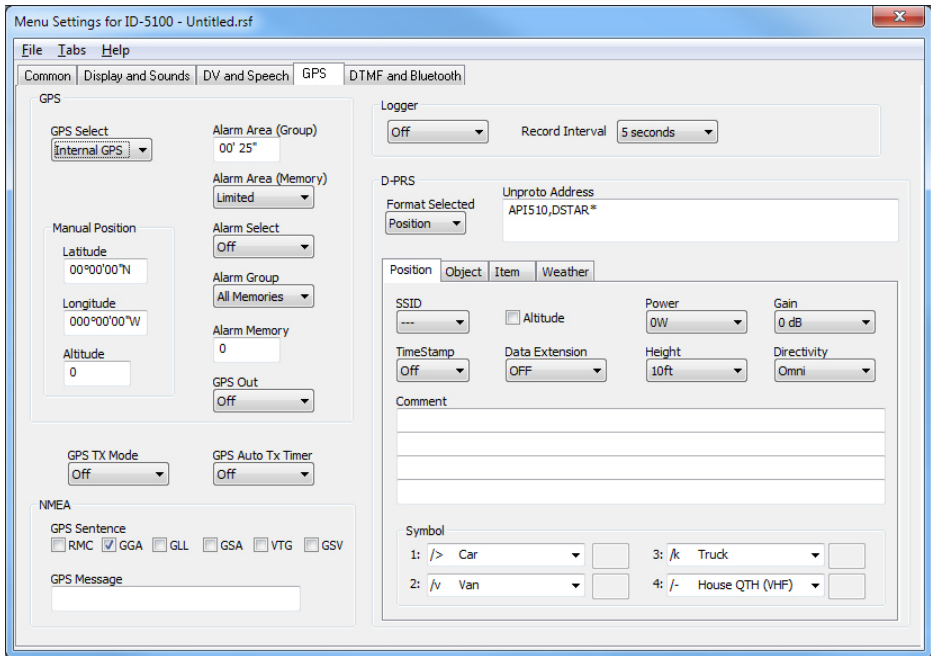 Menu Settings for ID-5100 - Untitled.rsf
File Tabs Help
Common Display and Sounds DV and Speech GPS DTMF and Bluetooth
GPS
GPS Select
Internal GPS
Alarm Area (Group)
00' 25"
Alarm Area (Memory)
Limited
Manual Position
Latitude
00°00'00"N
Longitude
000°00'00"W
Altitude
0
Alarm Select
Off
Alarm Group
All Memories
Alarm Memory
0
GPS Out
Off
GPS TX Mode
Off
GPS Auto Tx Timer
Off
NMEA
GPS Sentence
RMC GGA GLL GSA VTG GSV
GPS Message
Logger
Off Record Interval 5 seconds
D-PRS
Format Selected
Position
Unproto Address
API510,DSTAR*
Position Object Item Weather
SSID
---
Altitude
Power
0W
Gain
0 dB
TimeStamp
Off
Data Extension
OFF
Height
10ft
Directivity
Omni
Comment
Symbol
1: /> Car
3: /k Truck
2: /v Van
4: /- House QTH (VHF)